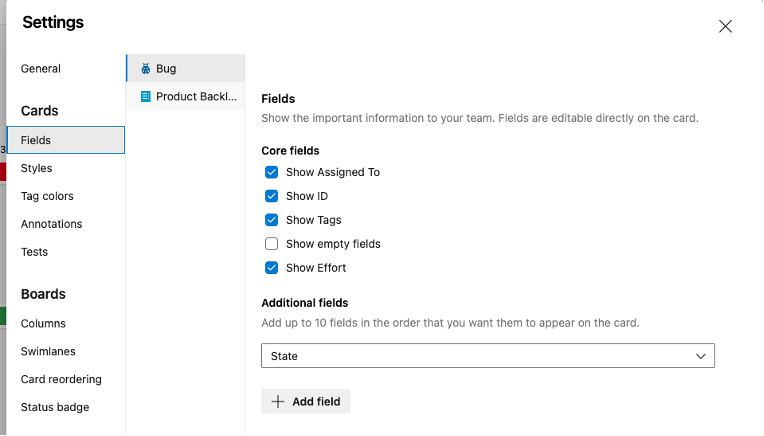 Settings
General
Cards
Fields
Styles
Tag colors
Annotations
Tests
Boards
Columns
Swimlanes
Card reordering
Status badge
Bug
Product Backl...
Fields
Show the important information to your team. Fields are editable directly on the card.
Core fields
Show Assigned To
Show ID
Show Tags
Show empty fields
Show Effort
Additional fields
Add up to 10 fields in the order that you want them to appear on the card.
State
Add field
3